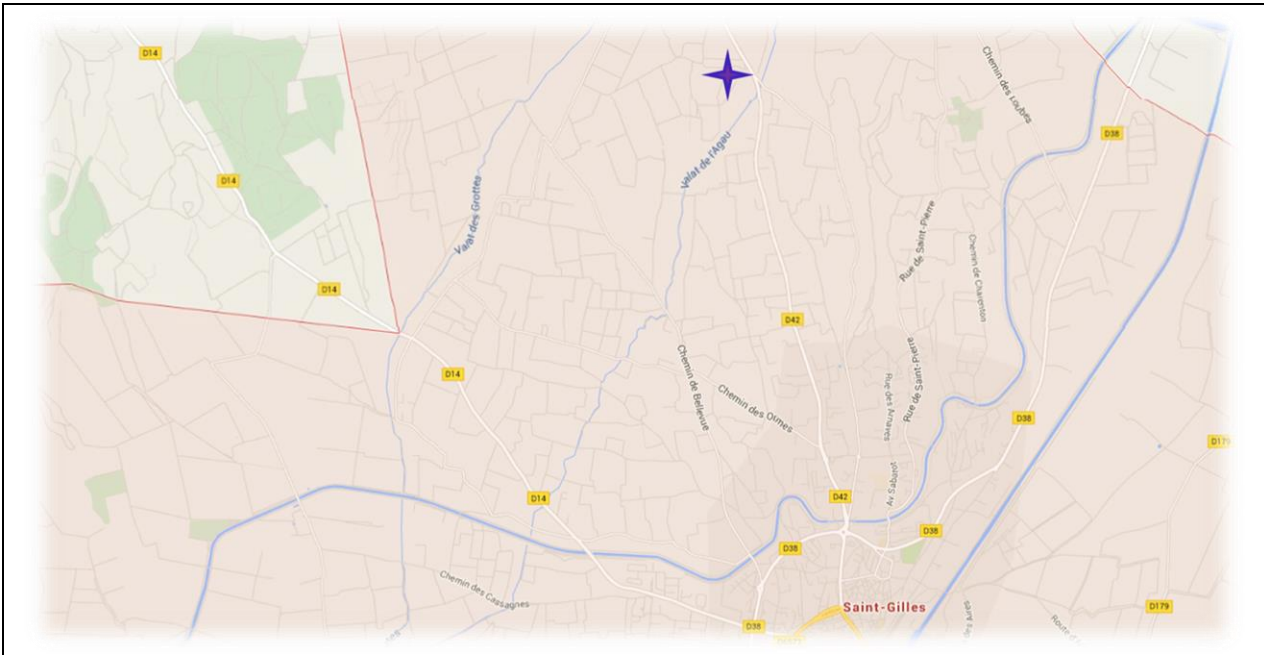 D14
Chemin des Loubes
D38
Valat de l'Agau
D14
Valat des Grottes
Rue de Saint-Pierre
Chemin de Charenton
D14
D42
Chemin de Bellevue
Rue de Saint-Pierre
D14
Rue des Arnaves
Chemin des Olmes
D38
D179
Av Sabatot
D42
D14
D38
D38
Chemin des Cassagnes
Saint-Gilles
D179
D38